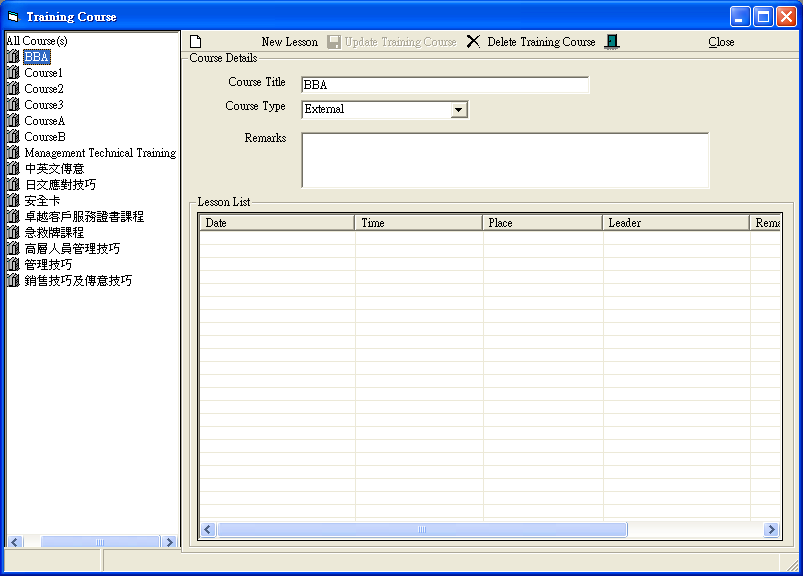 Training Course
All Course(s)
BBA
Course1
Course2
Course3
CourseA
CourseB
Management Technical Training
中英文傳意
日文應對技巧
安全卡
卓越客戶服務證書課程
急救牌課程
高層人員管理技巧
管理技巧
銷售技巧及傳意技巧
New Lesson Update Training Course Delete Training Course Close
Course Details
Course Title BBA
Course Type External
Remarks
Lesson List
Date Time Place Leader Rema